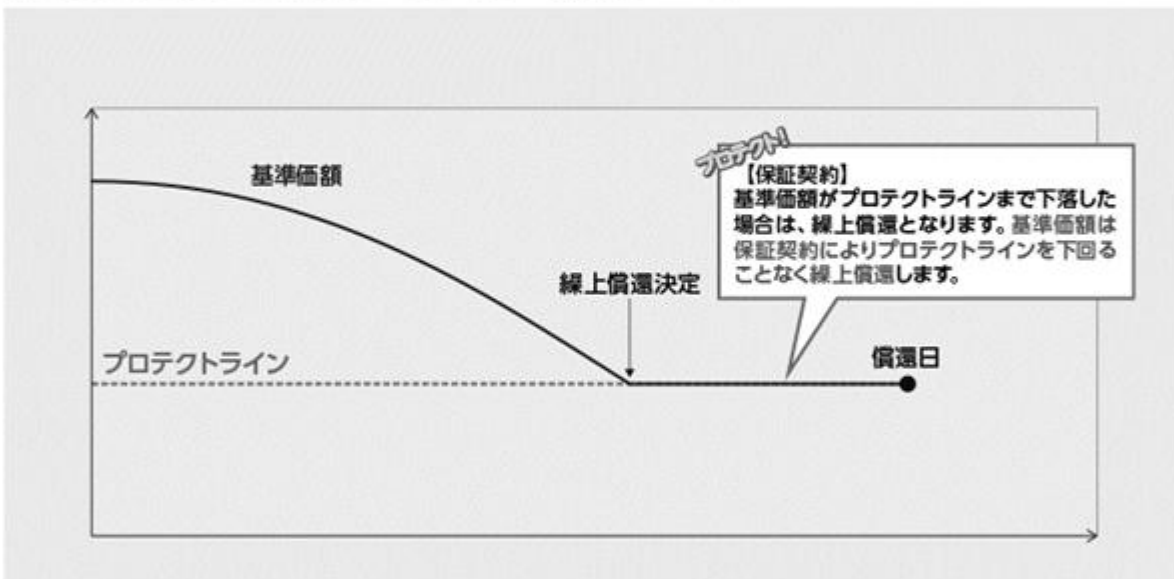 プロテクト!
【保証契約】
基準価額がプロテクトラインまで下落した
場合は、繰上償還となります。基準価額は
保証契約によりプロテクトラインを下回る
ことなく繰上償還します。
基準価額
繰上償還決定
プロテクトライン
償還日